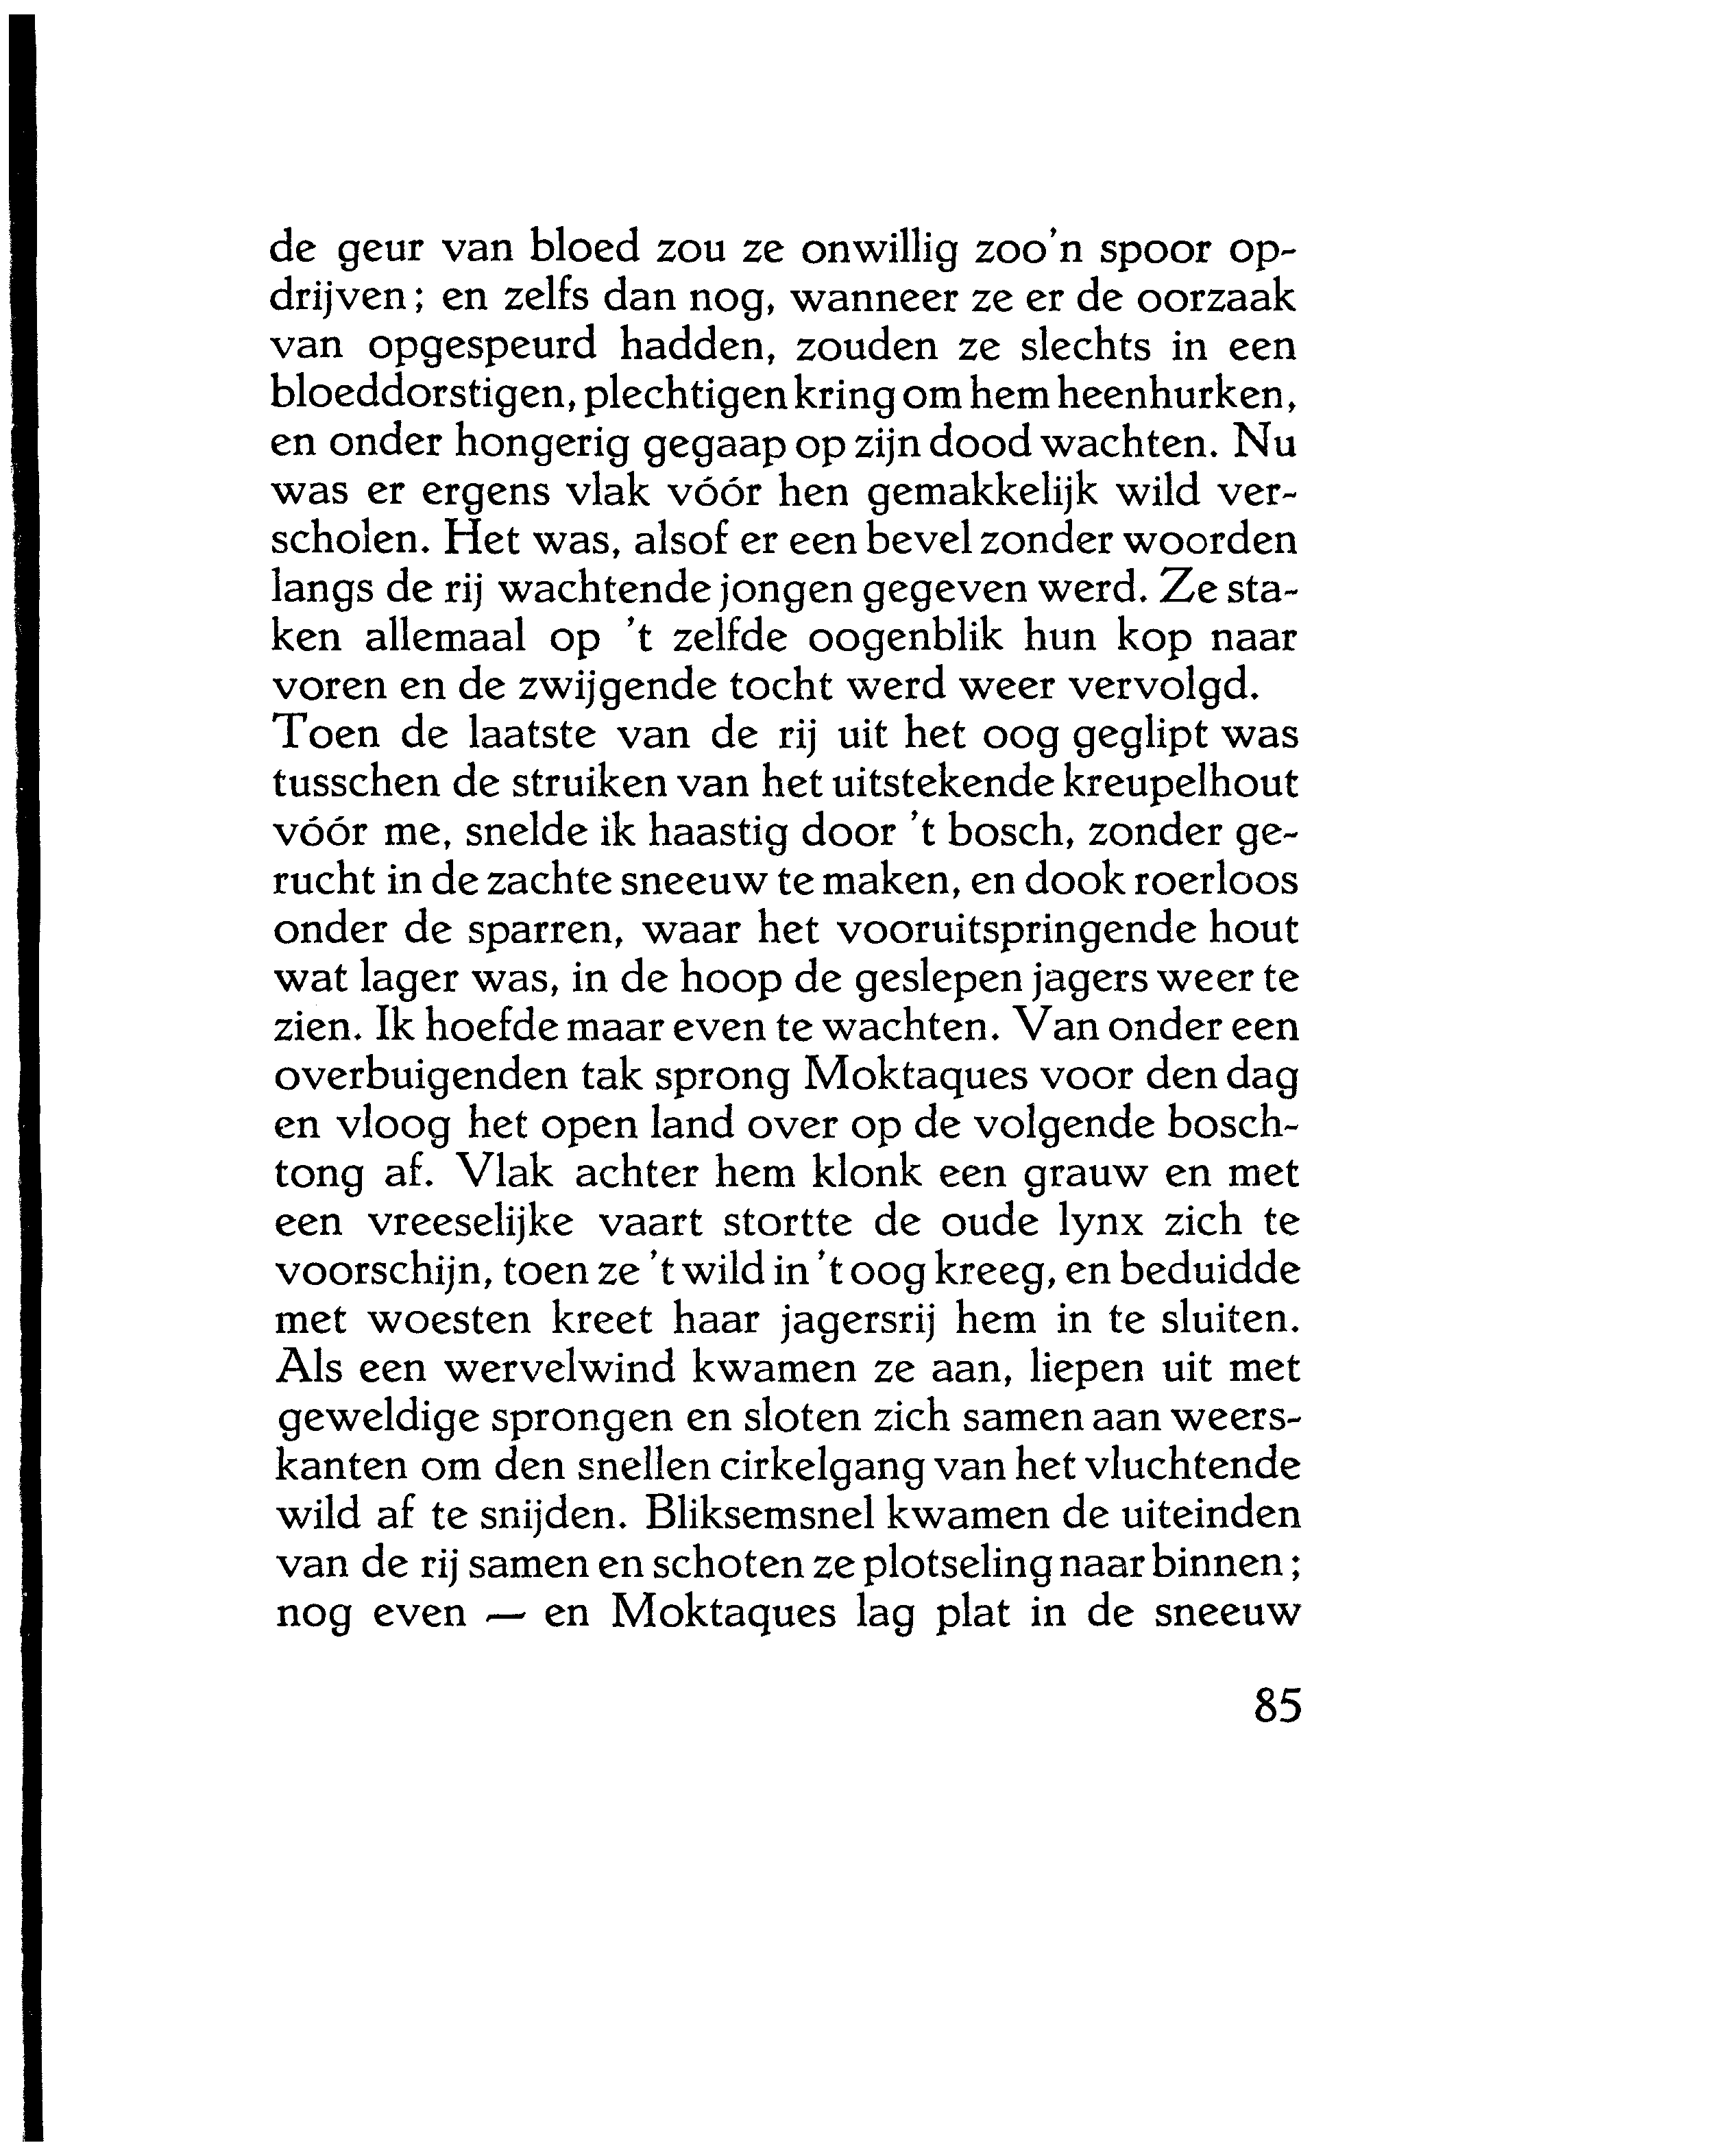 de geur van bloed zou ze onwillig zoo'n spoor op-
drijven; en zelfs dan nog, wanneer ze er de oorzaak
van opgespeurd hadden, zouden ze slechts in een
bloeddorstigen, plechtigen kring om hem heenhurken,
en onder hongerig gegaap op zijn dood wachten. Nu
was er ergens vlak vóór hen gemakkelijk wild ver-
scholen. Het was, alsof er een bevel zonder woorden
langs de rij wachtende jongen gegeven werd. Ze sta-
ken allemaal op 't zelfde oogenblik hun kop naar
voren en de zwijgende tocht werd weer vervolgd.
Toen de laatste van de rij uit het oog geglipt was
tusschen de struiken van het uitstekende kreupelhout
vóór me, snelde ik haastig door 't bosch, zonder ge-
rucht in de zachte sneeuw te maken, en dook roerloos
onder de sparren, waar het vooruitspringende hout
wat lager was, in de hoop de geslepen jagers weer te
zien. Ik hoefde maar even te wachten. Van onder een
overbuigenden tak sprong Moktaques voor den dag
en vloog het open land over op de volgende bosch-
tong af. Vlak achter hem klonk een grauw en met
een vreeselijke vaart stortte de oude lynx zich te
voorschijn, toen ze 't wild in 't oog kreeg, en beduidde
met woesten kreet haar jagersrij hem in te sluiten.
Als een wervelwind kwamen ze aan, liepen uit met
geweldige sprongen en sloten zich samen aan weers-
kanten om den snellen cirkelgang van het vluchtende
wild af te snijden. Bliksemsnel kwamen de uiteinden
van de rij samen en schoten ze plotseling naar binnen;
nog even — en Moktaques lag plat in de sneeuw
85